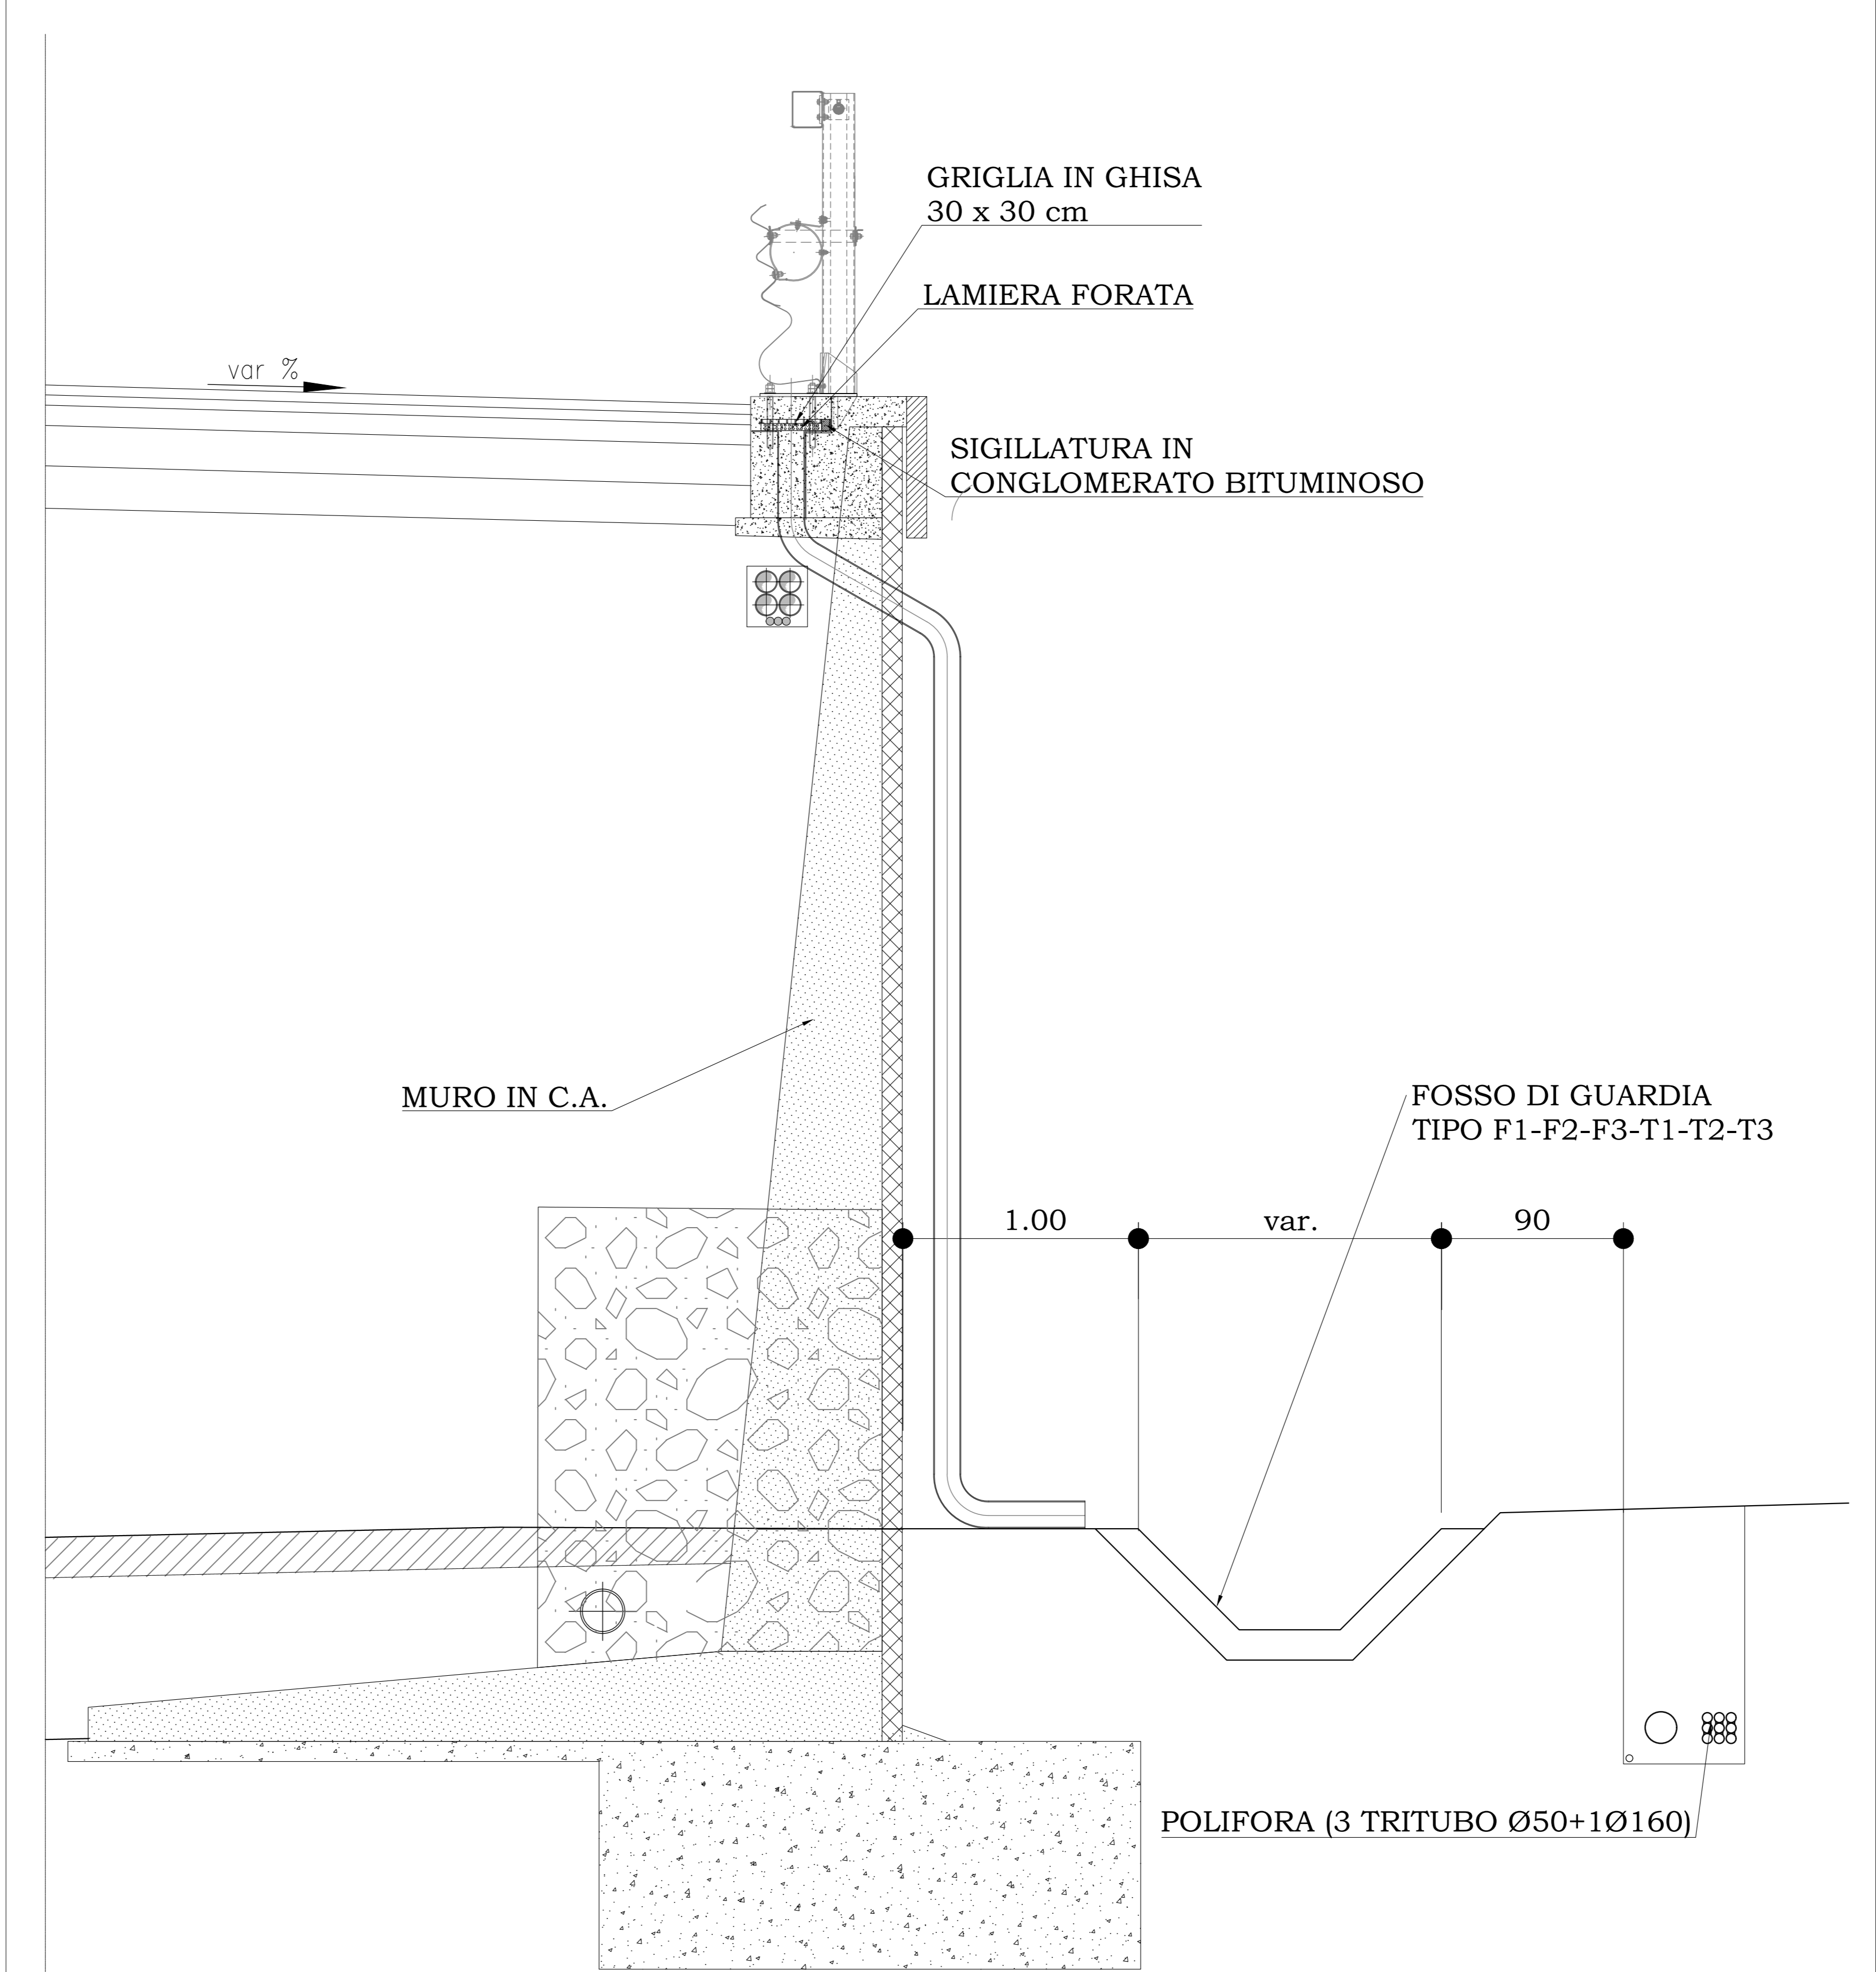 GRIGLIA IN GHISA
30 x 30 cm
LAMIERA FORATA
var %
SIGILLATURA IN
CONGLOMERATO BITUMINOSO
MURO IN C.A.
FOSSO DI GUARDIA
TIPO F1-F2-F3-T1-T2-T3
1.00 var. 90
POLIFORA (3 TRITUBO Ø50+1Ø160)